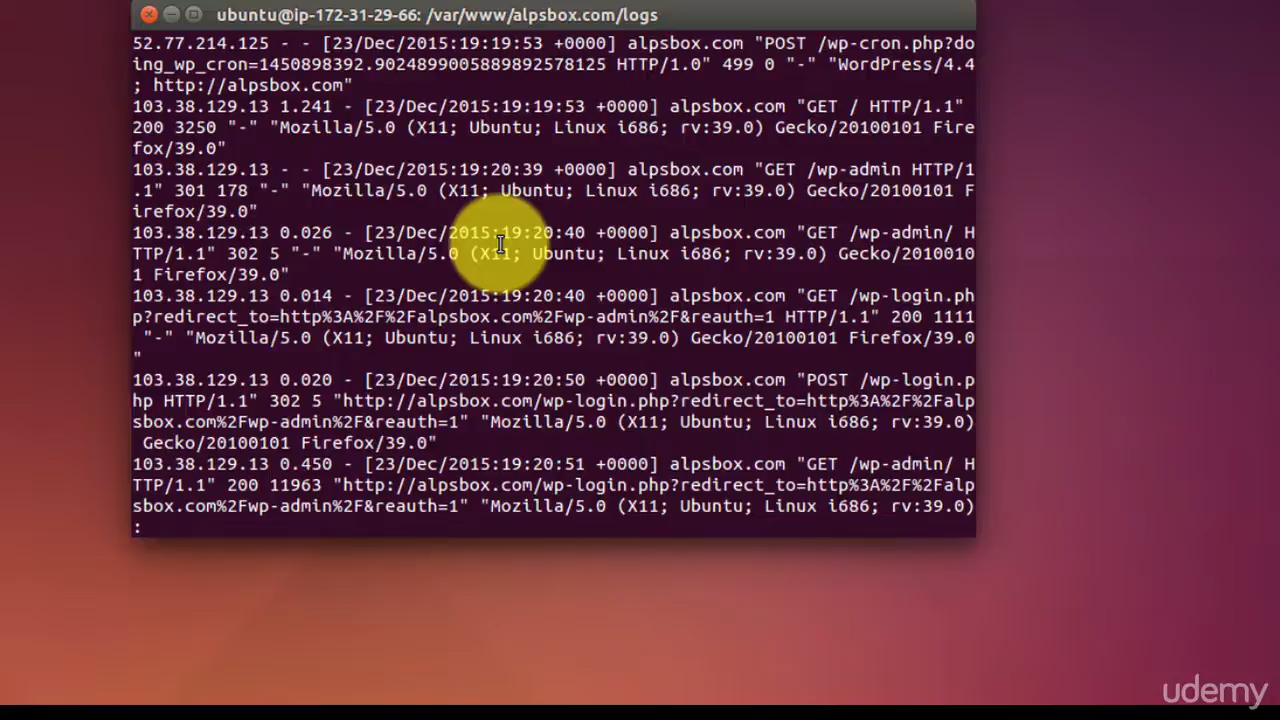 ubuntu@ip-172-31-29-66: /var/www/alpsbox.com/logs
52.77.214.125 - - [23/Dec/2015:19:19:53 +0000] alpsbox.com "POST /wp-cron.php?do
ing_wp_cron=1450898392.9024899005889892578125 HTTP/1.0" 499 0 "-" "WordPress/4.4
; http://alpsbox.com"
103.38.129.13 1.241 - [23/Dec/2015:19:19:53 +0000] alpsbox.com "GET / HTTP/1.1"
200 3250 "-" "Mozilla/5.0 (X11; Ubuntu; Linux i686; rv:39.0) Gecko/20100101 Fire
fox/39.0"
103.38.129.13 - - [23/Dec/2015:19:20:39 +0000] alpsbox.com "GET /wp-admin HTTP/1
.1" 301 178 "-" "Mozilla/5.0 (X11; Ubuntu; Linux i686; rv:39.0) Gecko/20100101 F
irefox/39.0"
103.38.129.13 0.026 - [23/Dec/2015:19:20:40 +0000] alpsbox.com "GET /wp-admin/ H
TTP/1.1" 302 5 "-" "Mozilla/5.0 (X11; Ubuntu; Linux i686; rv:39.0) Gecko/2010010
1 Firefox/39.0"
103.38.129.13 0.014 - [23/Dec/2015:19:20:40 +0000] alpsbox.com "GET /wp-login.ph
p?redirect_to=http%3A%2F%2Falpsbox.com%2Fwp-admin%2F&reauth=1 HTTP/1.1" 200 1111
 "-" "Mozilla/5.0 (X11; Ubuntu; Linux i686; rv:39.0) Gecko/20100101 Firefox/39.0
"
103.38.129.13 0.020 - [23/Dec/2015:19:20:50 +0000] alpsbox.com "POST /wp-login.p
hp HTTP/1.1" 302 5 "http://alpsbox.com/wp-login.php?redirect_to=http%3A%2F%2Falp
sbox.com%2Fwp-admin%2F&reauth=1" "Mozilla/5.0 (X11; Ubuntu; Linux i686; rv:39.0)
 Gecko/20100101 Firefox/39.0"
103.38.129.13 0.450 - [23/Dec/2015:19:20:51 +0000] alpsbox.com "GET /wp-admin/ H
TTP/1.1" 200 11963 "http://alpsbox.com/wp-login.php?redirect_to=http%3A%2F%2Falp
sbox.com%2Fwp-admin%2F&reauth=1" "Mozilla/5.0 (X11; Ubuntu; Linux i686; rv:39.0)
:
udemy